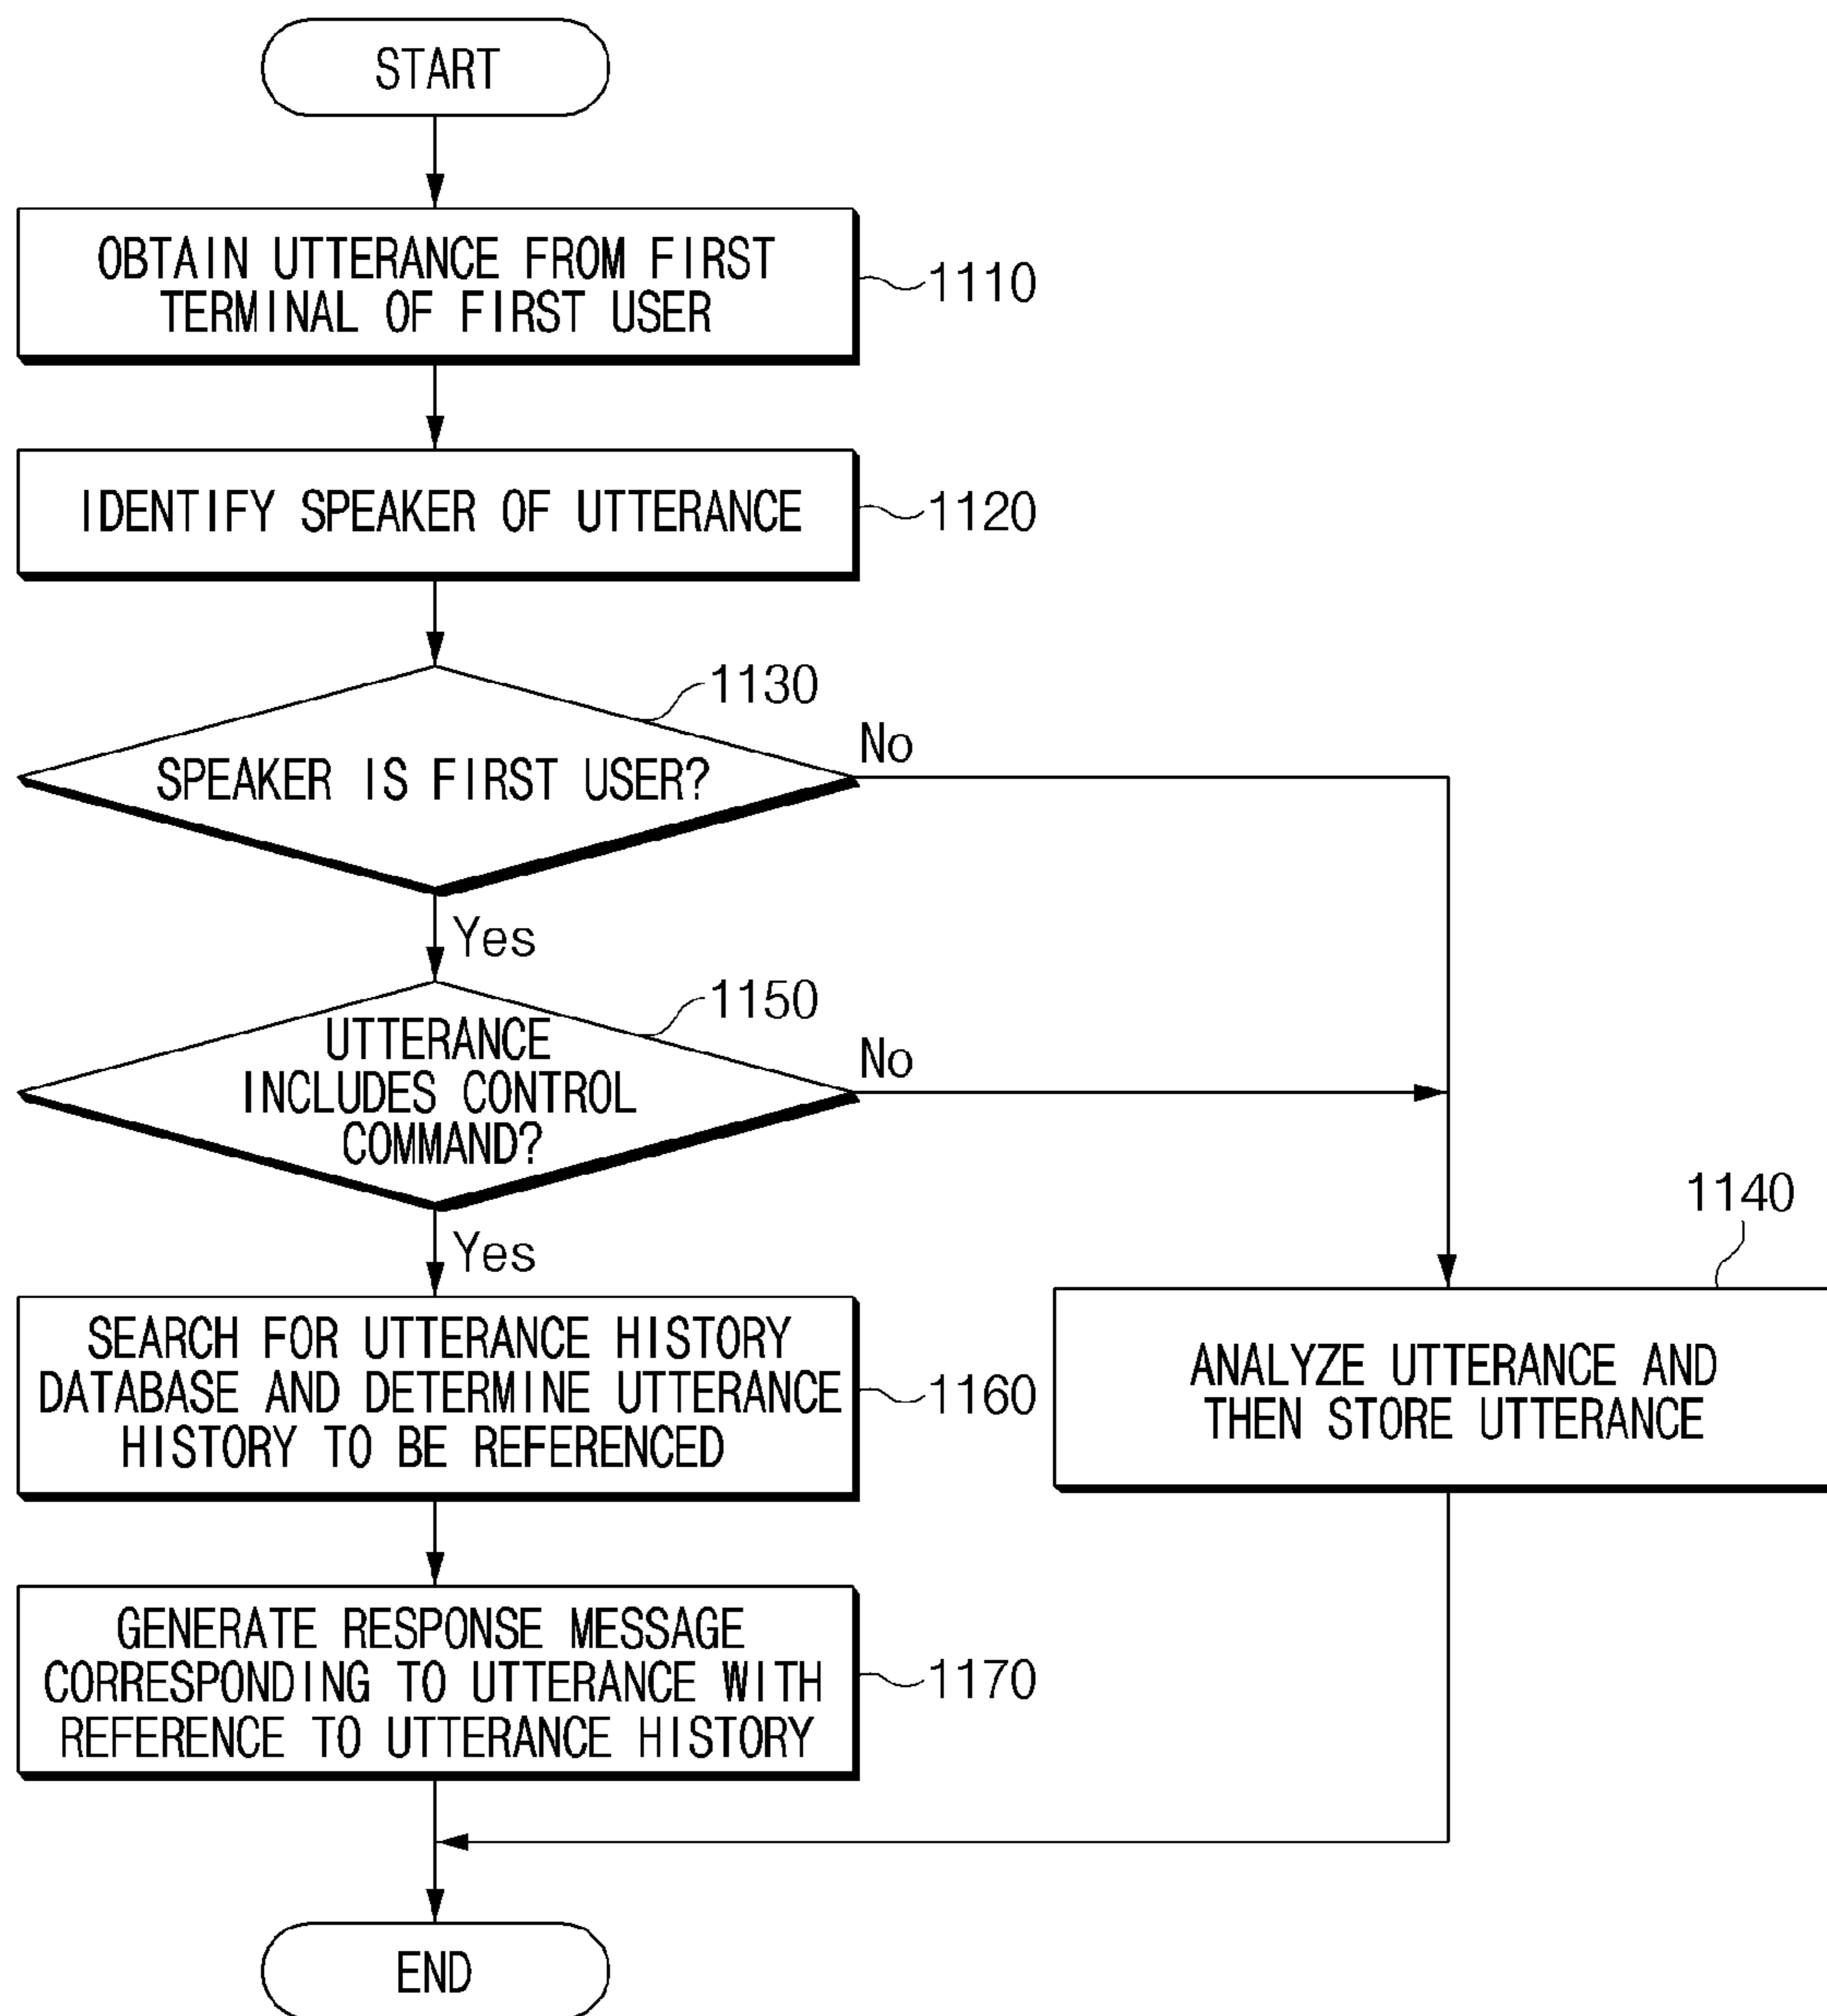 START
OBTAIN UTTERANCE FROM FIRST
TERMINAL OF FIRST USER
1110
IDENTIFY SPEAKER OF UTTERANCE
1120
1130
SPEAKER IS FIRST USER?
No
Yes
1150
UTTERANCE
INCLUDES CONTROL
COMMAND?
No
Yes
1140
SEARCH FOR UTTERANCE HISTORY
DATABASE AND DETERMINE UTTERANCE
HISTORY TO BE REFERENCED
1160
ANALYZE UTTERANCE AND
THEN STORE UTTERANCE
GENERATE RESPONSE MESSAGE
CORRESPONDING TO UTTERANCE WITH
REFERENCE TO UTTERANCE HISTORY
1170
END